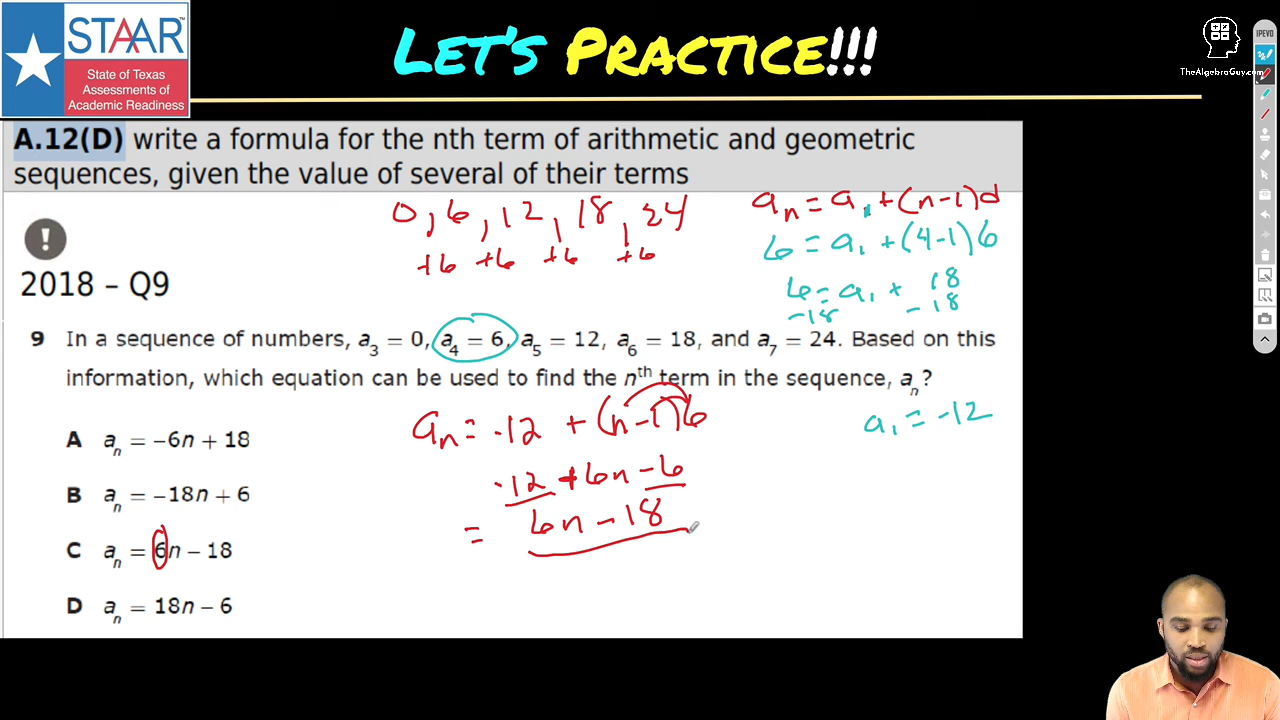 STAAR
State of Texas
Assessments of
Academic Readiness
LET'S PRACTICE!!!
IPEVO
TheAlgebraGuy.com
A.12(D) write a formula for the nth term of arithmetic and geometric
sequences, given the value of several of their terms
0, 6, 12, 18, 24
+6 +6 +6 +6
aₙ = a₁ + (n-1)d
6 = a₁ + (4-1)6
6 = a₁ + 18
-18 -18
a₁ = -12
2018 – Q9
9 In a sequence of numbers, a₃ = 0, a₄ = 6, a₅ = 12, a₆ = 18, and a₇ = 24. Based on this
information, which equation can be used to find the nᵗʰ term in the sequence, aₙ?
A aₙ = −6n + 18
B aₙ = −18n + 6
C aₙ = 6n − 18
D aₙ = 18n − 6
aₙ = -12 + (n-1)6
-12 + 6n - 6
= 6n - 18